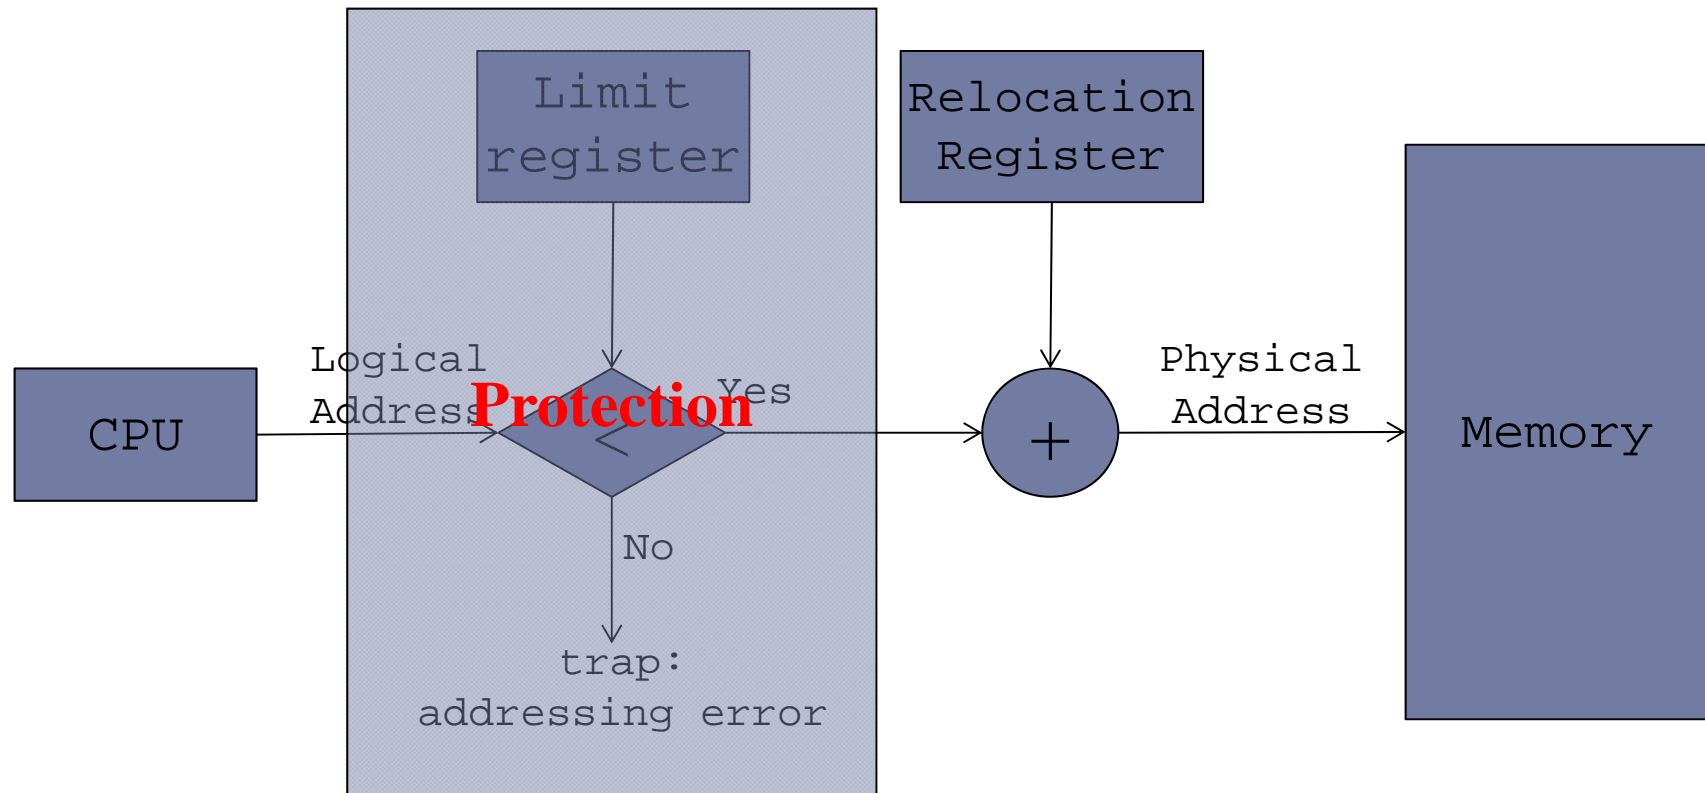 Limit
register
Relocation
Register
Logical
Address
Protection
Yes
<
CPU
+
Physical
Address
Memory
No
trap:
addressing error